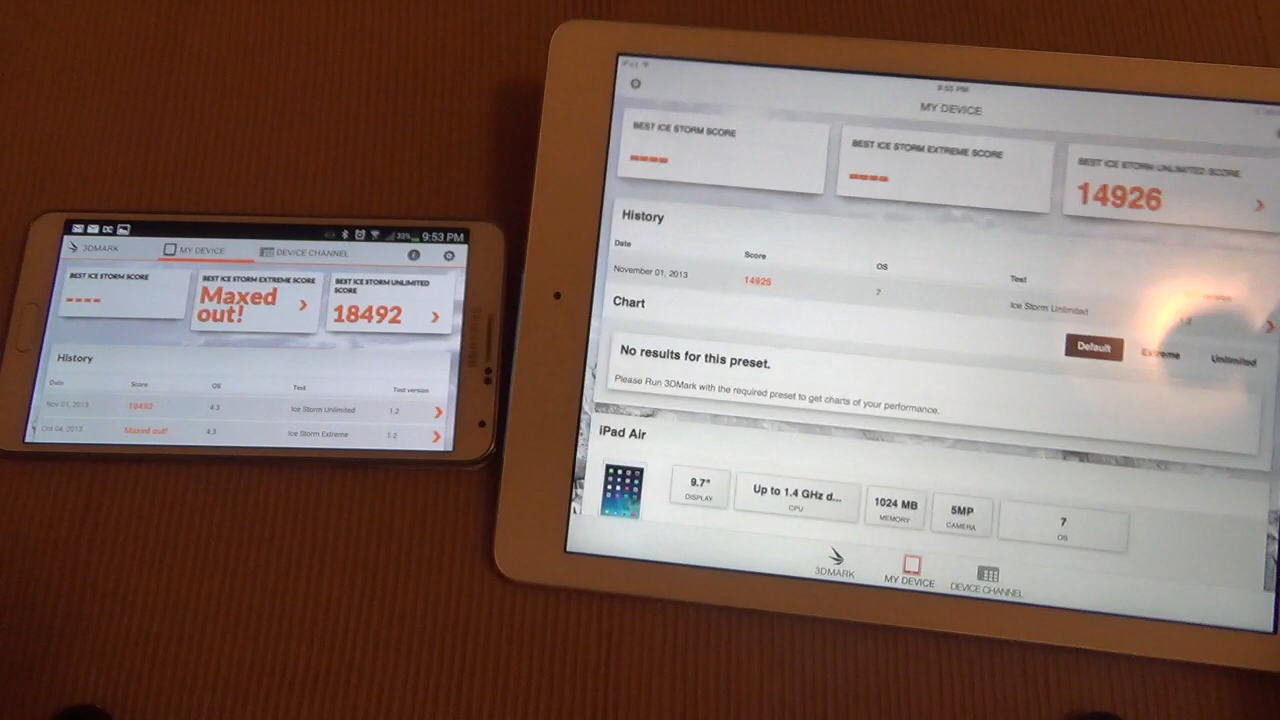 DC
33%
9:53 PM
3DMARK
MY DEVICE
DEVICE CHANNEL
BEST ICE STORM SCORE
----
BEST ICE STORM EXTREME SCORE
Maxed
out!
BEST ICE STORM UNLIMITED
SCORE
18492
History
Date
Score
OS
Test
Test version
Nov 01, 2013
18492
4.3
Ice Storm Unlimited
1.2
Oct 04, 2013
Maxed out!
4.3
Ice Storm Extreme
1.2
SAMSUNG
iPad
9:53 PM
MY DEVICE
BEST ICE STORM SCORE
----
BEST ICE STORM EXTREME SCORE
----
BEST ICE STORM UNLIMITED SCORE
14926
History
Date
Score
OS
Test
version
November 01, 2013
14926
7
Ice Storm Unlimited
1.2
Chart
Default
Extreme
Unlimited
No results for this preset.
Please Run 3DMark with the required preset to get charts of your performance.
iPad Air
9.7"
DISPLAY
Up to 1.4 GHz d...
CPU
1024 MB
MEMORY
5MP
CAMERA
7
OS
3DMARK
MY DEVICE
DEVICE CHANNEL